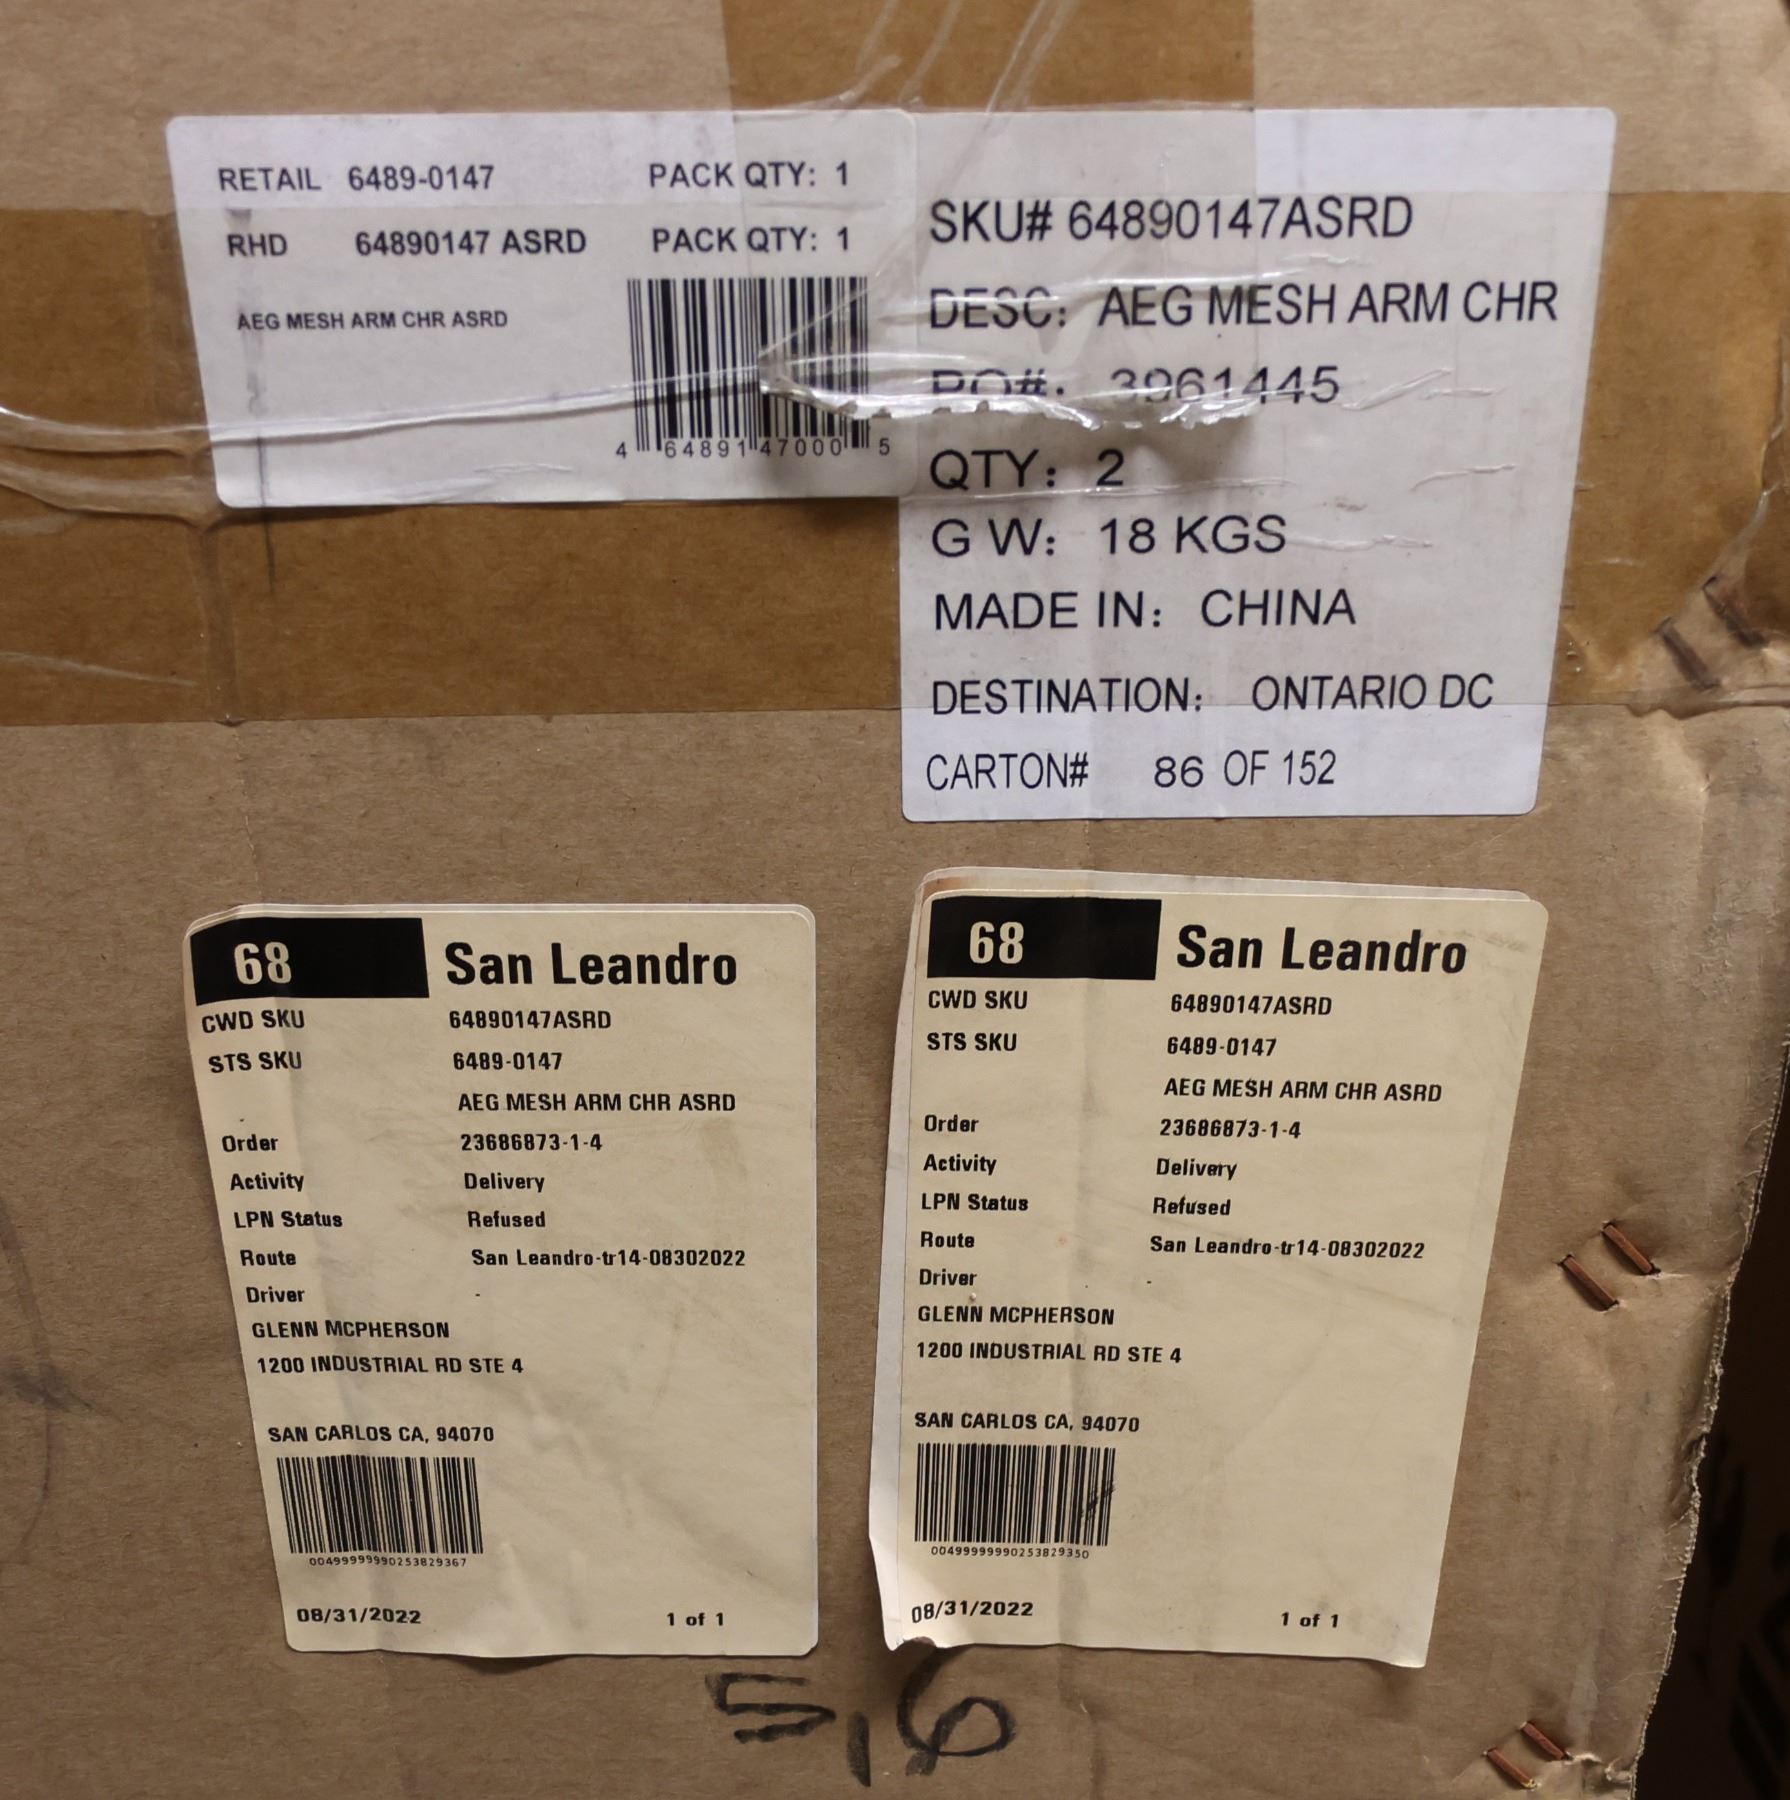 RETAIL 6489-0147 PACK QTY: 1
RHD 64890147 ASRD PACK QTY: 1
AEG MESH ARM CHR ASRD
4 64891 47000 5
SKU# 64890147ASRD
DESC: AEG MESH ARM CHR
PO#: 3961445
QTY: 2
G W: 18 KGS
MADE IN: CHINA
DESTINATION: ONTARIO DC
CARTON# 86 OF 152
68 San Leandro
CWD SKU 64890147ASRD
STS SKU 6489-0147
AEG MESH ARM CHR ASRD
Order 23686873-1-4
Activity Delivery
LPN Status Refused
Route San Leandro-tr14-08302022
Driver -
GLENN MCPHERSON
1200 INDUSTRIAL RD STE 4
SAN CARLOS CA, 94070
00499999990253829367
08/31/2022 1 of 1
68 San Leandro
CWD SKU 64890147ASRD
STS SKU 6489-0147
AEG MESH ARM CHR ASRD
Order 23686873-1-4
Activity Delivery
LPN Status Refused
Route San Leandro-tr14-08302022
Driver -
GLENN MCPHERSON
1200 INDUSTRIAL RD STE 4
SAN CARLOS CA, 94070
00499999990253829350
08/31/2022 1 of 1
5,6